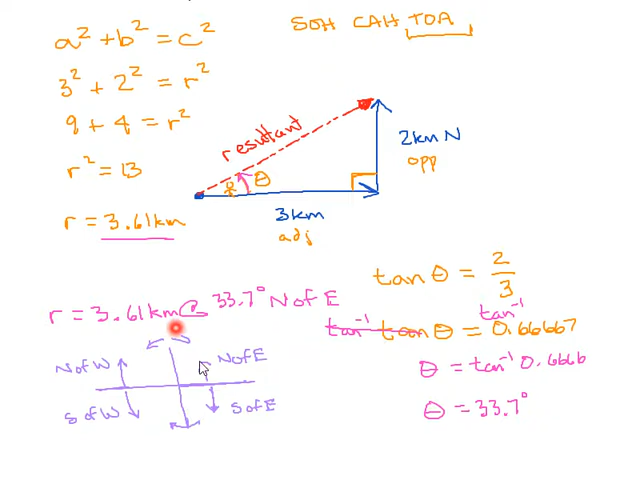 a² + b² = c²
SOH CAH TOA
3² + 2² = r²
9 + 4 = r²
r² = 13
r = 3.61km
resultant
θ
2km N
opp
3km
adj
tan θ = 2/3
r = 3.61km @ 33.7° N of E
tan⁻¹
tan⁻¹ tan θ = 0.66667
θ = tan⁻¹ 0.6666
θ = 33.7°
N of W
N of E
S of W
S of E